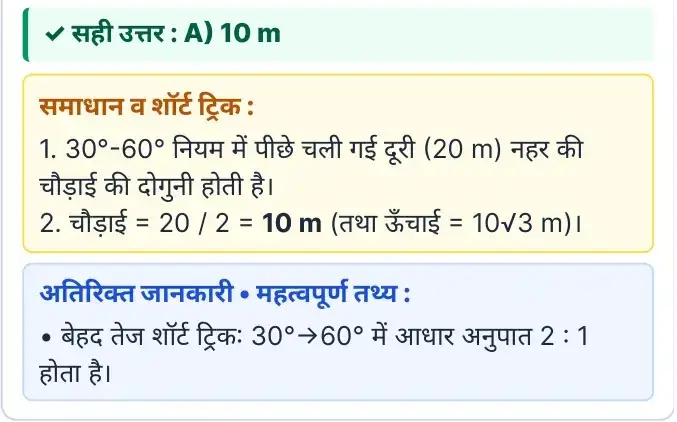 ✓ सही उत्तर : A) 10 m
समाधान व शॉर्ट ट्रिक :
1. 30°-60° नियम में पीछे चली गई दूरी (20 m) नहर की
चौड़ाई की दोगुनी होती है।
2. चौड़ाई = 20 / 2 = 10 m (तथा ऊँचाई = 10√3 m)।
अतिरिक्त जानकारी • महत्वपूर्ण तथ्य :
• बेहद तेज शॉर्ट ट्रिकः 30°→60° में आधार अनुपात 2 : 1
होता है।